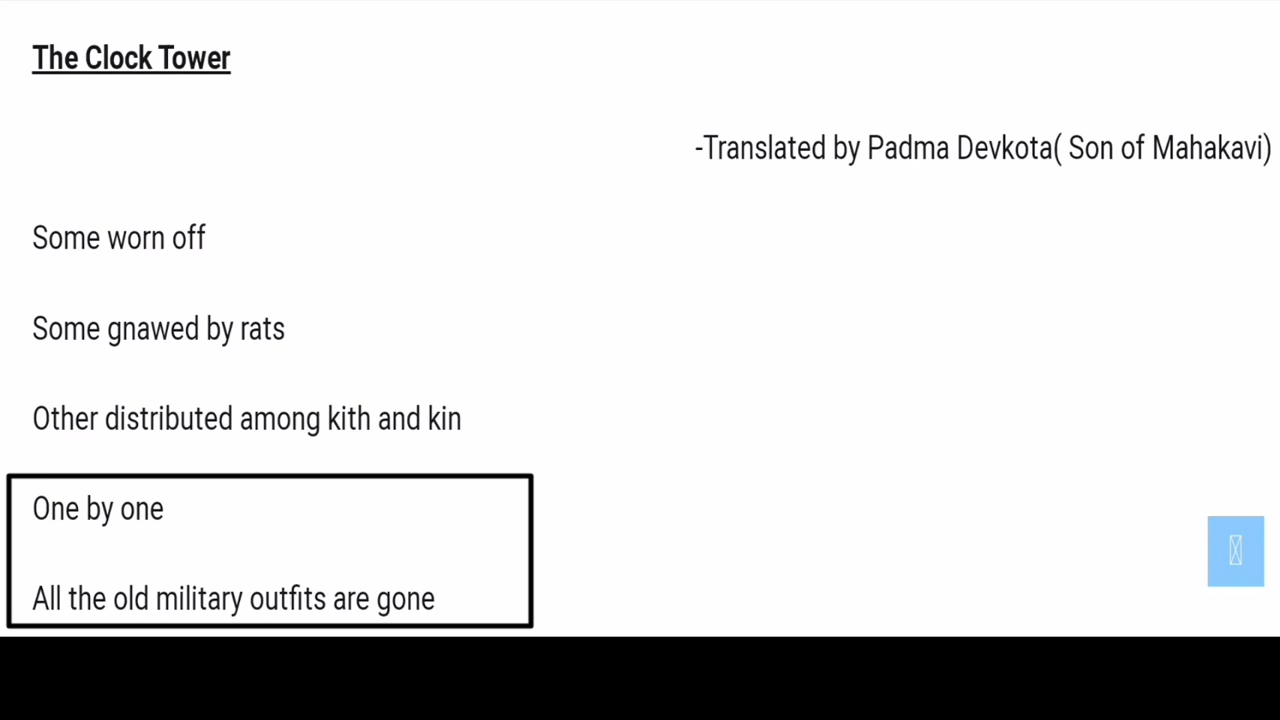 The Clock Tower
-Translated by Padma Devkota( Son of Mahakavi)
Some worn off
Some gnawed by rats
Other distributed among kith and kin
One by one
All the old military outfits are gone